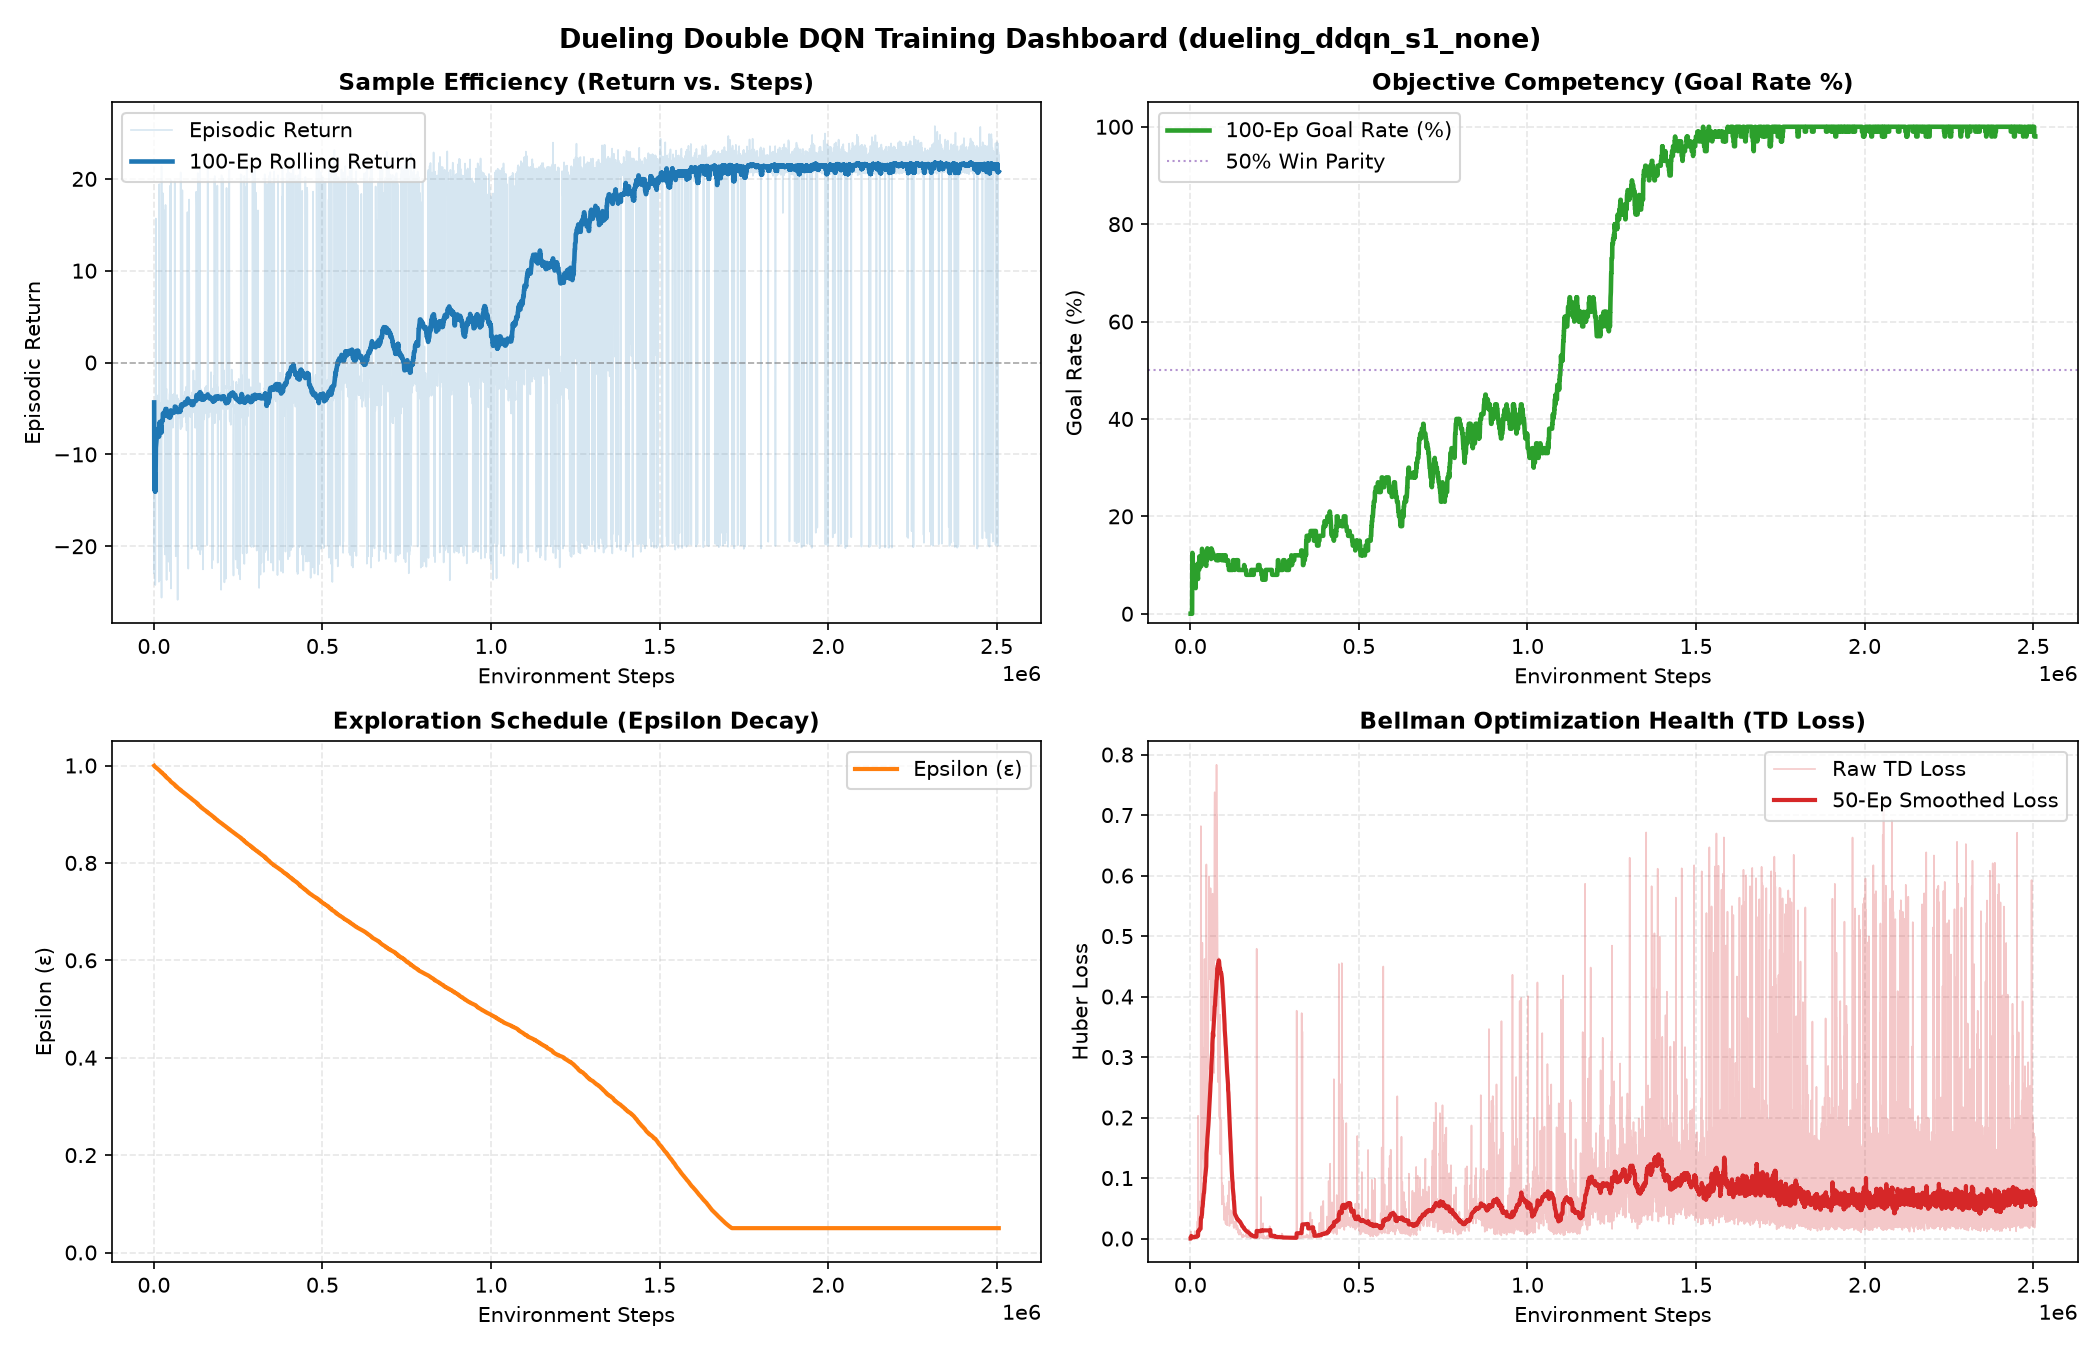 Dueling Double DQN Training Dashboard (dueling_ddqn_s1_none)
Sample Efficiency (Return vs. Steps)
Episodic Return
100-Ep Rolling Return
20
10
0
−10
−20
Episodic Return
0.0
0.5
1.0
1.5
2.0
2.5
1e6
Environment Steps
Objective Competency (Goal Rate %)
100-Ep Goal Rate (%)
50% Win Parity
100
80
60
40
20
0
Goal Rate (%)
0.0
0.5
1.0
1.5
2.0
2.5
1e6
Environment Steps
Exploration Schedule (Epsilon Decay)
Epsilon (ε)
1.0
0.8
0.6
0.4
0.2
0.0
Epsilon (ε)
0.0
0.5
1.0
1.5
2.0
2.5
1e6
Environment Steps
Bellman Optimization Health (TD Loss)
Raw TD Loss
50-Ep Smoothed Loss
0.8
0.7
0.6
0.5
0.4
0.3
0.2
0.1
0.0
Huber Loss
0.0
0.5
1.0
1.5
2.0
2.5
1e6
Environment Steps